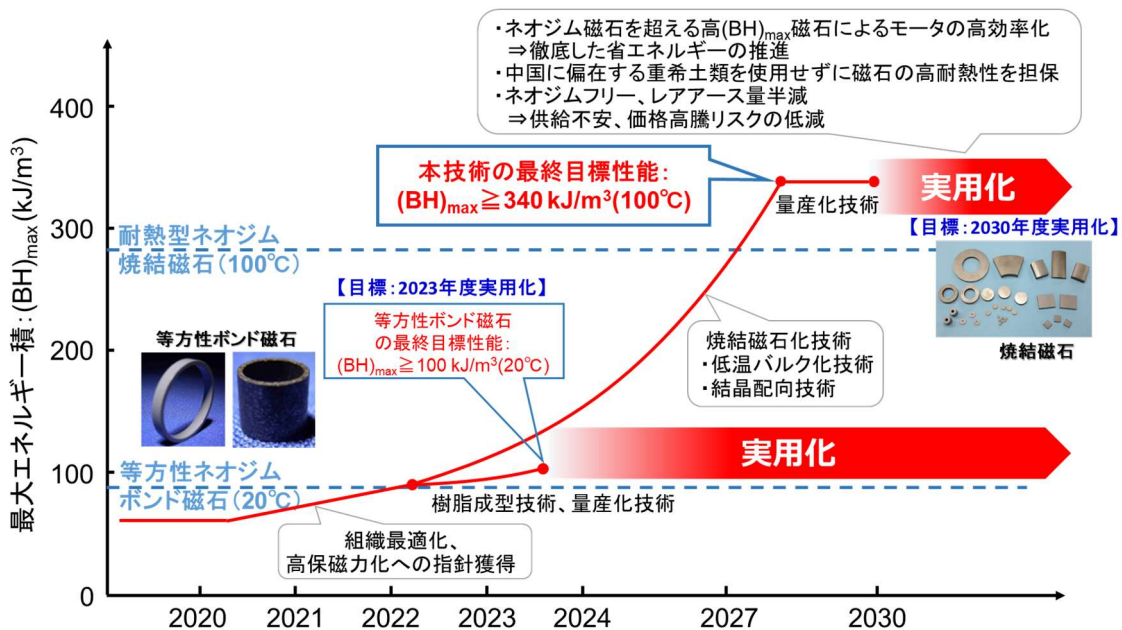 ・ネオジム磁石を超える高(BH)max磁石によるモータの高効率化
⇒徹底した省エネルギーの推進
・中国に偏在する重希土類を使用せずに磁石の高耐熱性を担保
・ネオジムフリー、レアアース量半減
⇒供給不安、価格高騰リスクの低減
最大エネルギー積：(BH)max(kJ/m³)
400
300
200
100
0
本技術の最終目標性能：
(BH)max≧340 kJ/m³(100℃)
量産化技術
実用化
【目標：2030年度実用化】
焼結磁石
耐熱型ネオジム
焼結磁石（100℃）
【目標：2023年度実用化】
等方性ボンド磁石
の最終目標性能：
(BH)max≧100 kJ/m³(20℃)
等方性ボンド磁石
焼結磁石化技術
・低温バルク化技術
・結晶配向技術
実用化
等方性ネオジム
ボンド磁石（20℃）
樹脂成型技術、量産化技術
組織最適化、
高保磁力化への指針獲得
2020
2021
2022
2023
2024
2027
2030